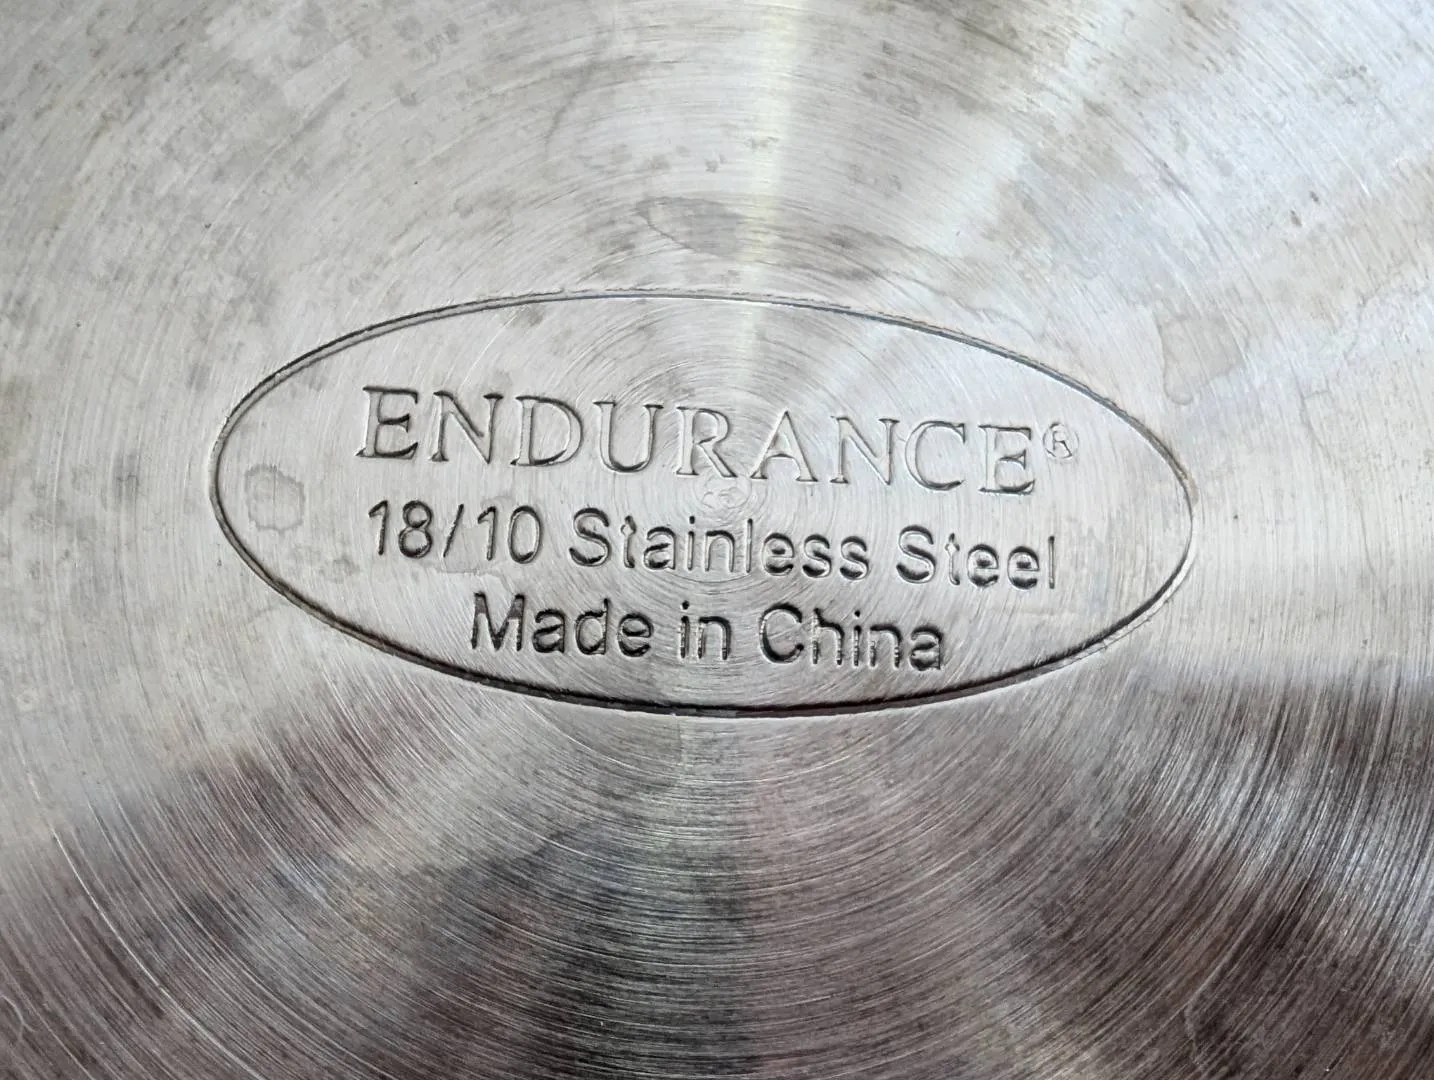 ENDURANCE®
18/10 Stainless Steel
Made in China